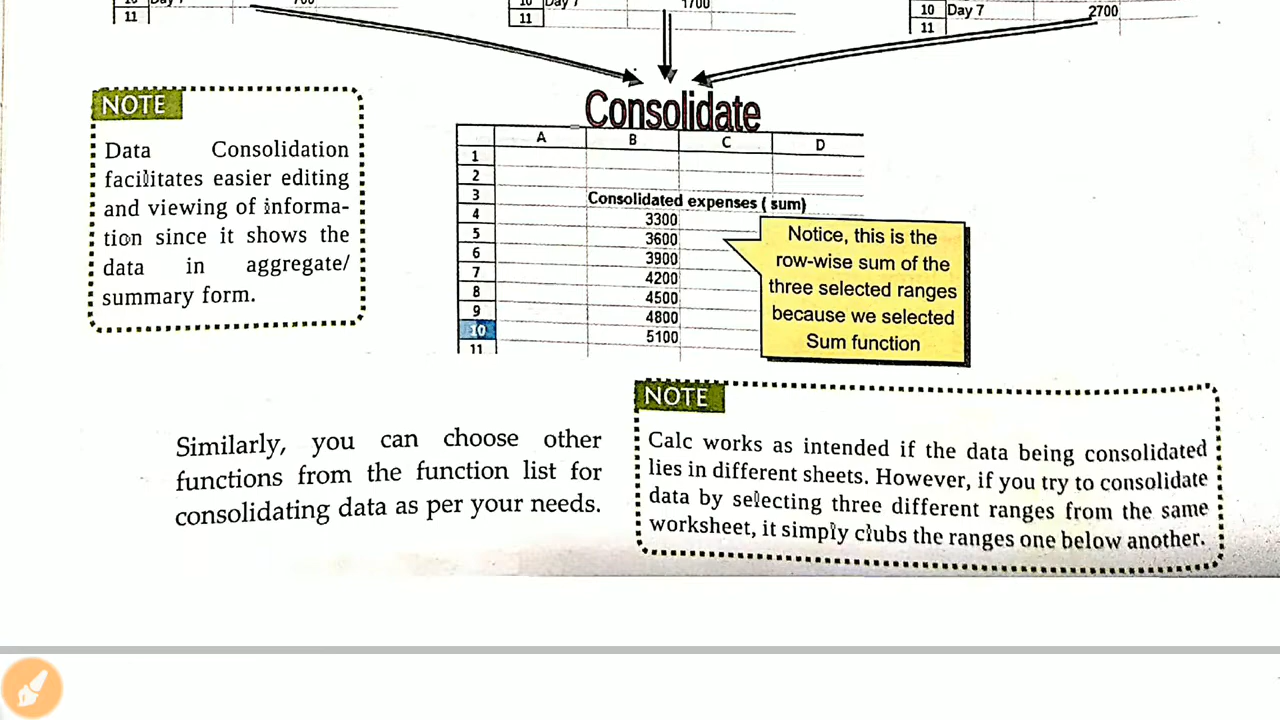 10 Day 7 700
11
10 Day 7 1700
11
10 Day 7 2700
11
Consolidate
A B C D
1
2
3 Consolidated expenses ( sum)
4 3300
5 3600
6 3900
7 4200
8 4500
9 4800
10 5100
11
Notice, this is the
row-wise sum of the
three selected ranges
because we selected
Sum function
NOTE
Data Consolidation
facilitates easier editing
and viewing of informa-
tion since it shows the
data in aggregate/
summary form.
Similarly, you can choose other
functions from the function list for
consolidating data as per your needs.
NOTE
Calc works as intended if the data being consolidated
lies in different sheets. However, if you try to consolidate
data by selecting three different ranges from the same
worksheet, it simply clubs the ranges one below another.